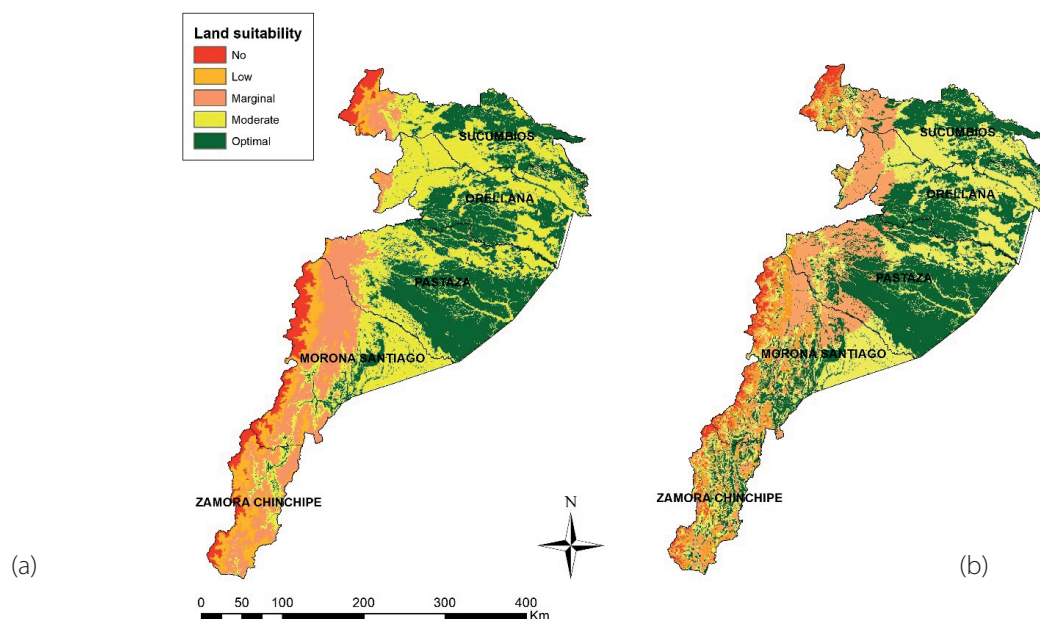 Land suitability
No
Low
Marginal
Moderate
Optimal
SUCUMBIOS
ORELLANA
PASTAZA
MORONA SANTIAGO
ZAMORA CHINCHIPE
SUCUMBIOS
ORELLANA
PASTAZA
MORONA SANTIAGO
ZAMORA CHINCHIPE
N
(a)
(b)
0 50 100 200 300 400
Km